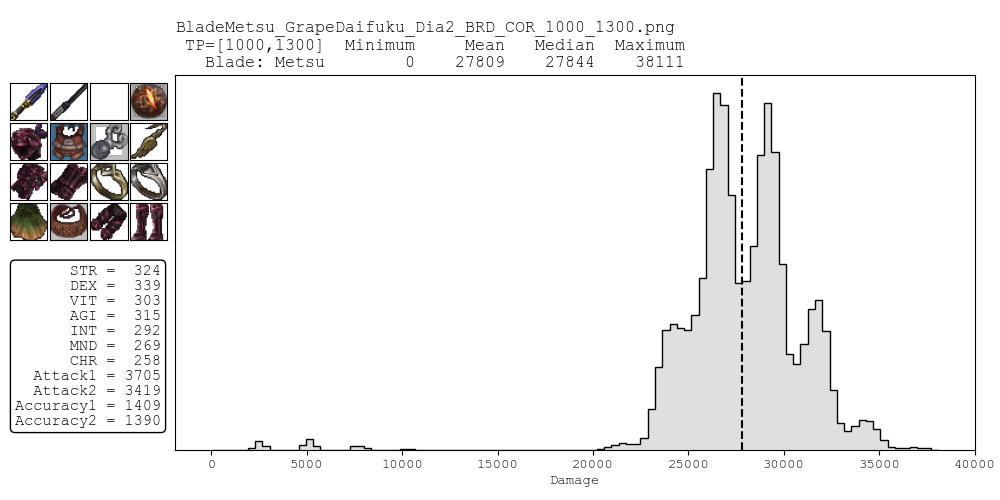 BladeMetsu_GrapeDaifuku_Dia2_BRD_COR_1000_1300.png
TP=[1000,1300] Minimum Mean Median Maximum
Blade: Metsu 0 27809 27844 38111
STR = 324
DEX = 339
VIT = 303
AGI = 315
INT = 292
MND = 269
CHR = 258
Attack1 = 3705
Attack2 = 3419
Accuracy1 = 1409
Accuracy2 = 1390
0 5000 10000 15000 20000 25000 30000 35000 40000
Damage